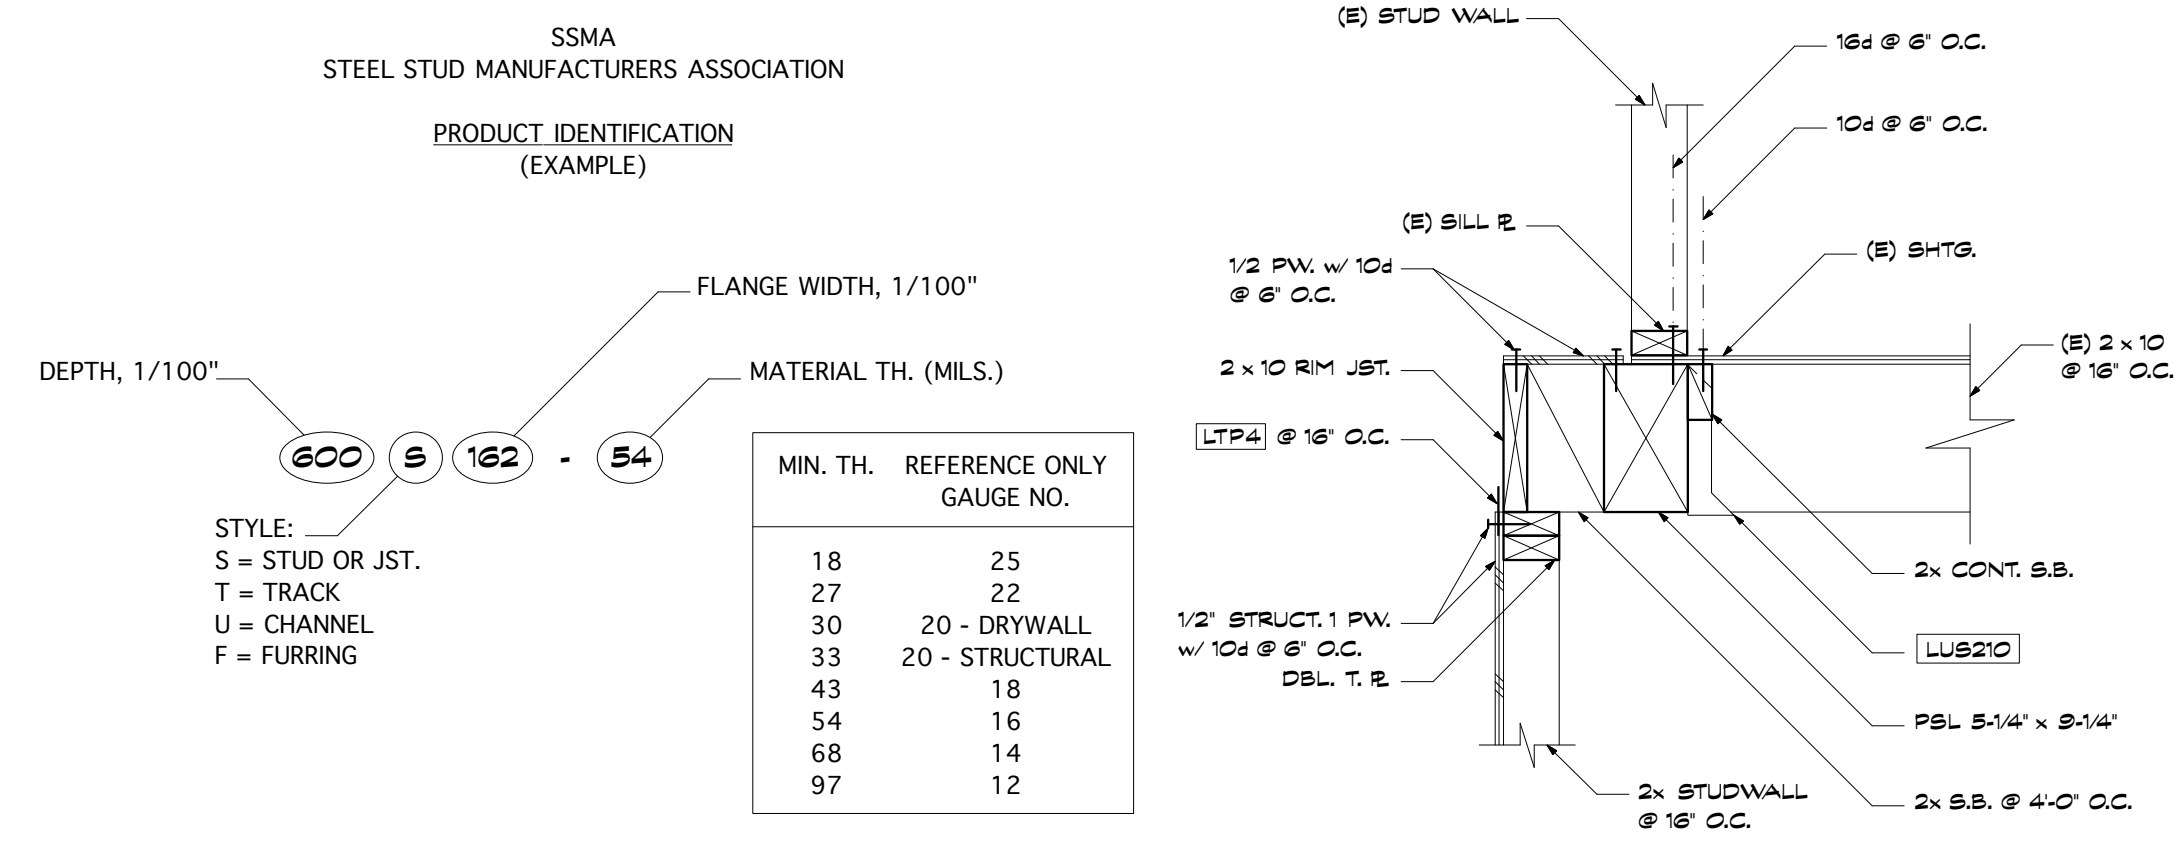 SSMA
STEEL STUD MANUFACTURERS ASSOCIATION
PRODUCT IDENTIFICATION
(EXAMPLE)
FLANGE WIDTH, 1/100"
DEPTH, 1/100"
MATERIAL TH. (MILS.)
600 S 162 - 54
STYLE:
S = STUD OR JST.
T = TRACK
U = CHANNEL
F = FURRING
MIN. TH. REFERENCE ONLY
GAUGE NO.
18 25
27 22
30 20 - DRYWALL
33 20 - STRUCTURAL
43 18
54 16
68 14
97 12
(E) STUD WALL
16d @ 6" O.C.
10d @ 6" O.C.
(E) SILL PL
(E) SHTG.
1/2 PW. w/ 10d
@ 6" O.C.
(E) 2 x 10
@ 16" O.C.
2 x 10 RIM JST.
LTP4 @ 16" O.C.
2x CONT. S.B.
1/2" STRUCT. 1 PW.
w/ 10d @ 6" O.C.
LUS210
DBL. T. PL
PSL 5-1/4" x 9-1/4"
2x STUDWALL
@ 16" O.C.
2x S.B. @ 4'-0" O.C.